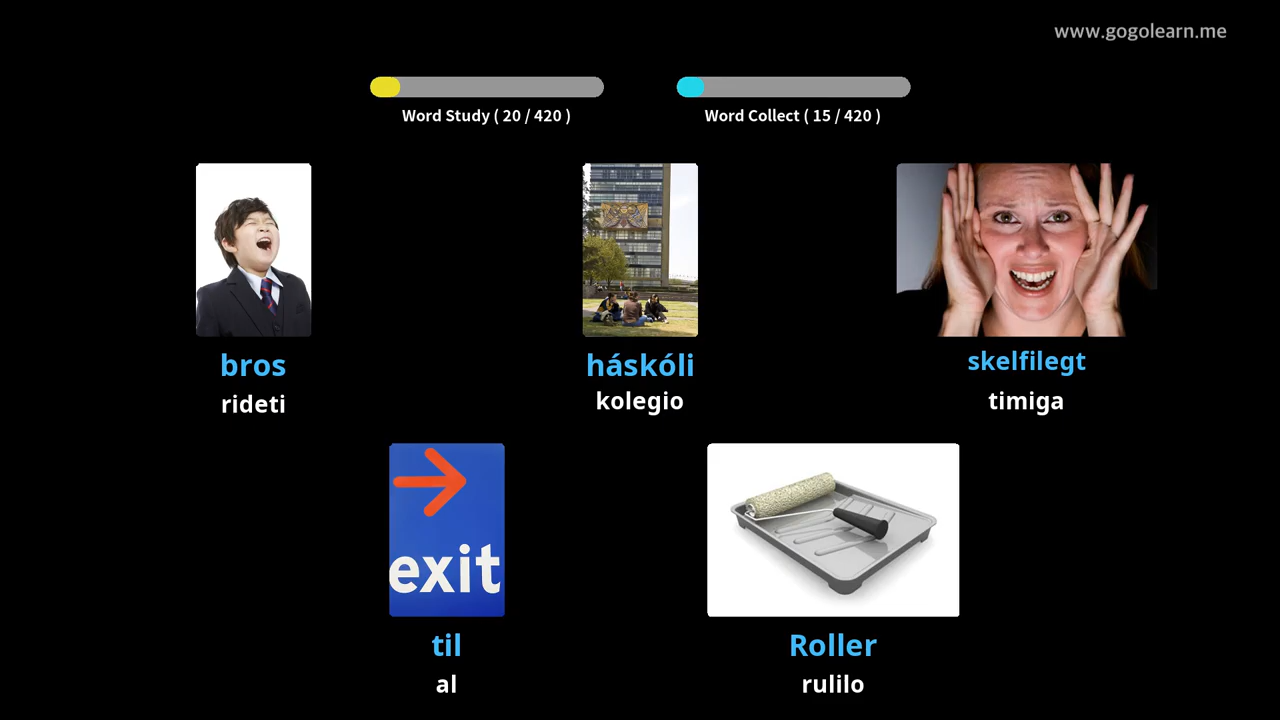 www.gogolearn.me
Word Study ( 20 / 420 )
Word Collect ( 15 / 420 )
bros
rideti
háskóli
kolegio
skelfilegt
timiga
exit
til
al
Roller
rulilo